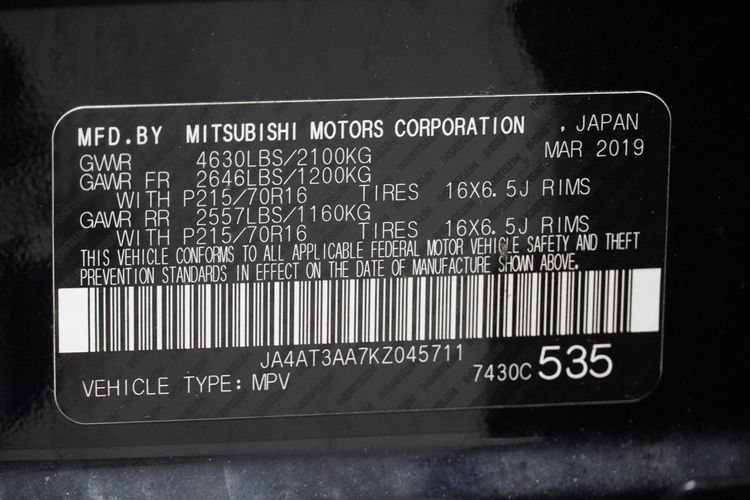 MFD.BY MITSUBISHI MOTORS CORPORATION , JAPAN
GVWR 4630LBS/2100KG MAR 2019
GAWR FR 2646LBS/1200KG
WITH P215/70R16 TIRES 16X6.5J RIMS
GAWR RR 2557LBS/1160KG
WITH P215/70R16 TIRES 16X6.5J RIMS
THIS VEHICLE CONFORMS TO ALL APPLICABLE FEDERAL MOTOR VEHICLE SAFETY AND THEFT
PREVENTION STANDARDS IN EFFECT ON THE DATE OF MANUFACTURE SHOWN ABOVE.
JA4AT3AA7KZ045711
VEHICLE TYPE: MPV 7430C 535